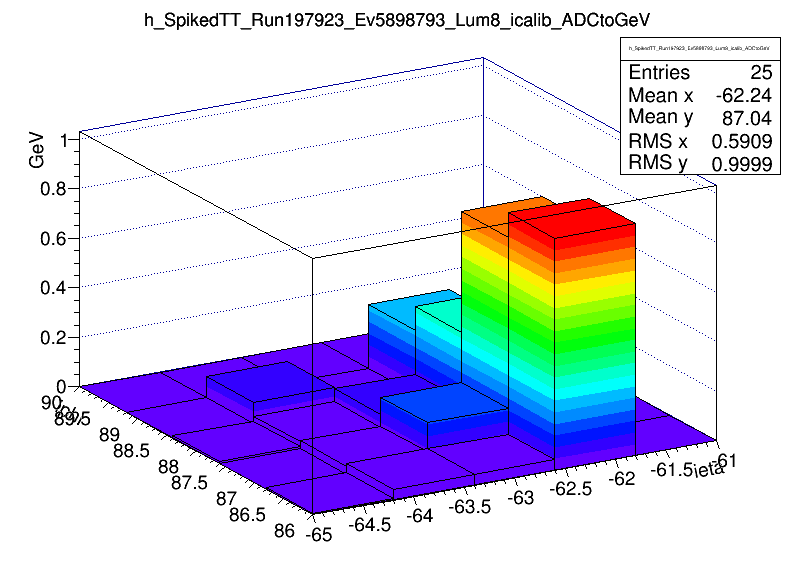 h_SpikedTT_Run197923_Ev5898793_Lum8_icalib_ADCtoGeV
h_SpikedTT_Run197923_Ev5898793_Lum8_icalib_ADCtoGeV
Entries 25
Mean x -62.24
Mean y 87.04
RMS x 0.5909
RMS y 0.9999
GeV
1
0.8
0.6
0.4
0.2
0
90
89.5
89
88.5
88
87.5
87
86.5
86
-65
-64.5
-64
-63.5
-63
-62.5
-62
-61.5
-61
ieta